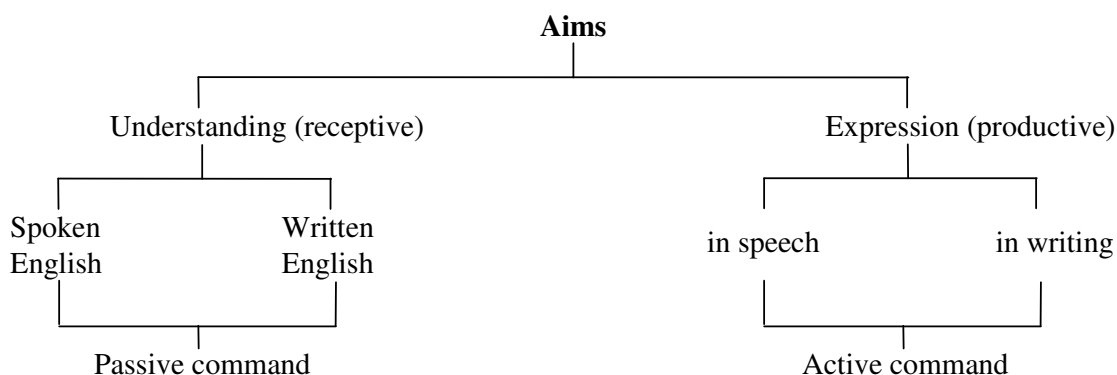 Aims
Understanding (receptive)
Expression (productive)
Spoken
English
Written
English
in speech
in writing
Passive command
Active command